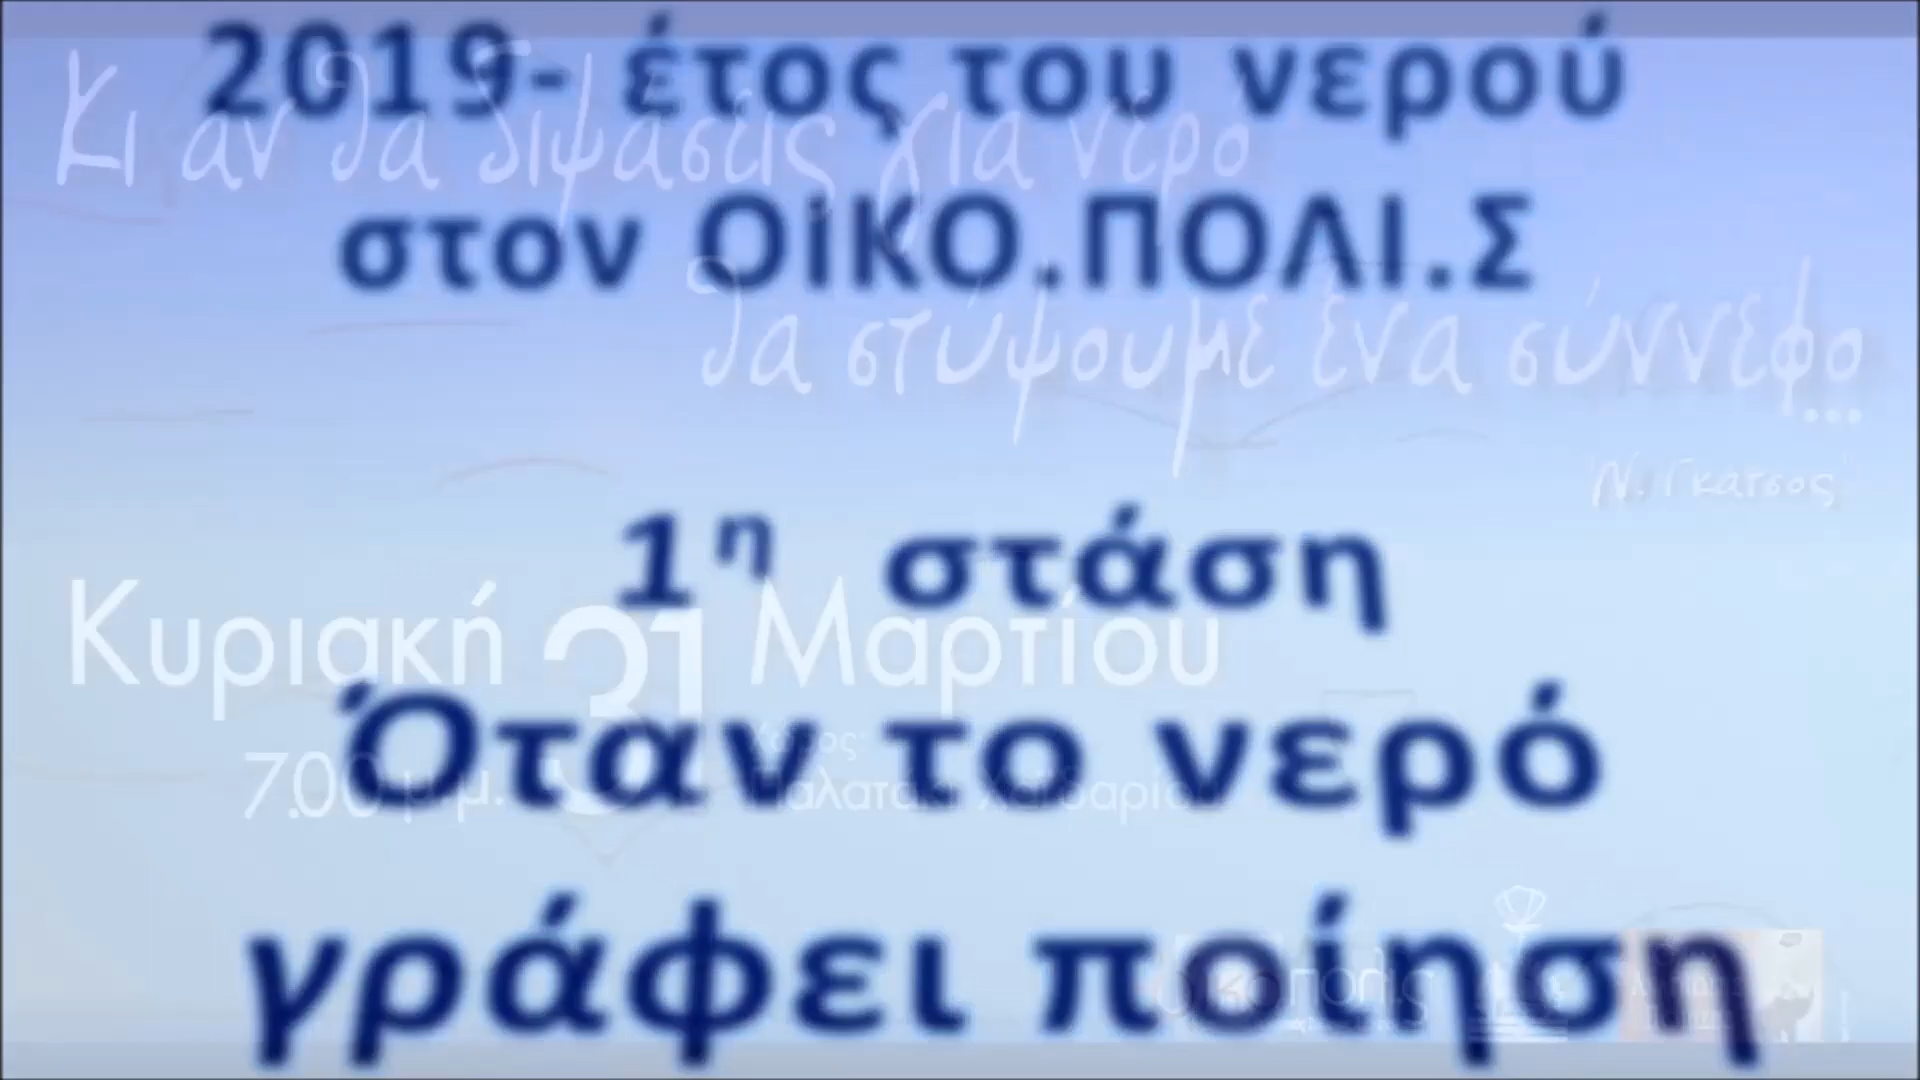 2019- έτος του νερού
στον ΟΙΚΟ.ΠΟΛΙ.Σ
Κι αν θα διψάσεις για νερό
θα στύψουμε ένα σύννεφο...
Ν. Γκάτσος
1η στάση
Όταν το νερό
γράφει ποίηση
Κυριακή 31 Μαρτίου
7.00 μ.μ.